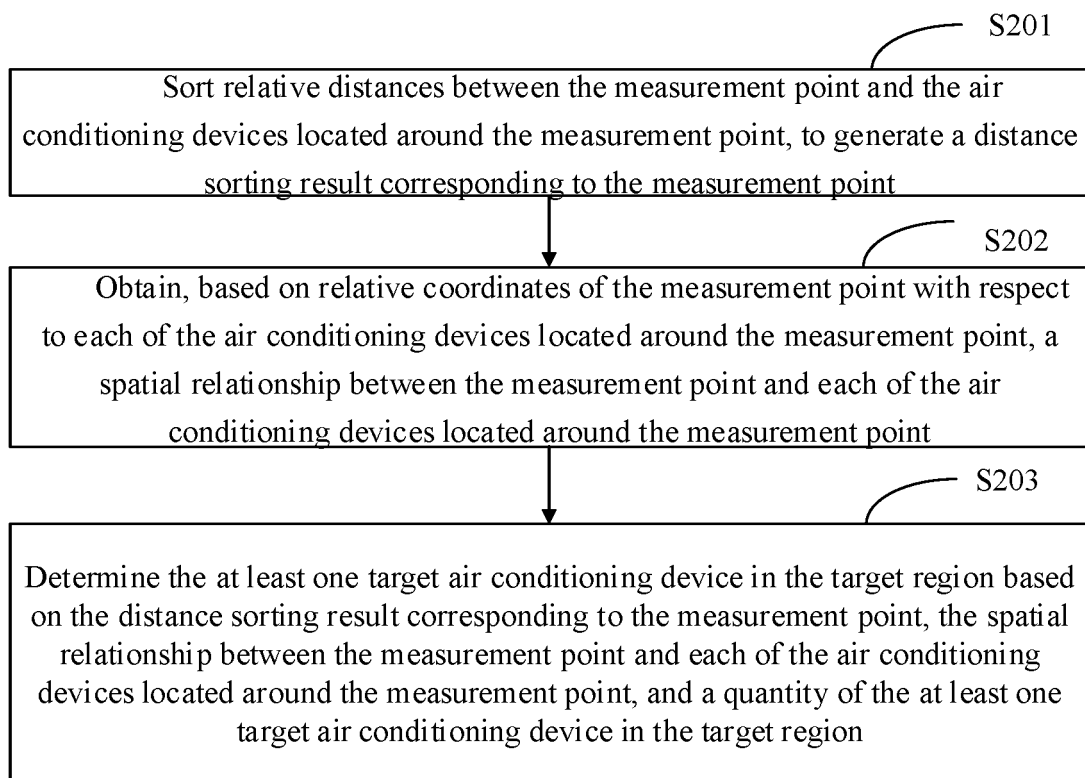 S201
Sort relative distances between the measurement point and the air
conditioning devices located around the measurement point, to generate a distance
sorting result corresponding to the measurement point
S202
Obtain, based on relative coordinates of the measurement point with respect
to each of the air conditioning devices located around the measurement point, a
spatial relationship between the measurement point and each of the air
conditioning devices located around the measurement point
S203
Determine the at least one target air conditioning device in the target region based
on the distance sorting result corresponding to the measurement point, the spatial
relationship between the measurement point and each of the air conditioning
devices located around the measurement point, and a quantity of the at least one
target air conditioning device in the target region